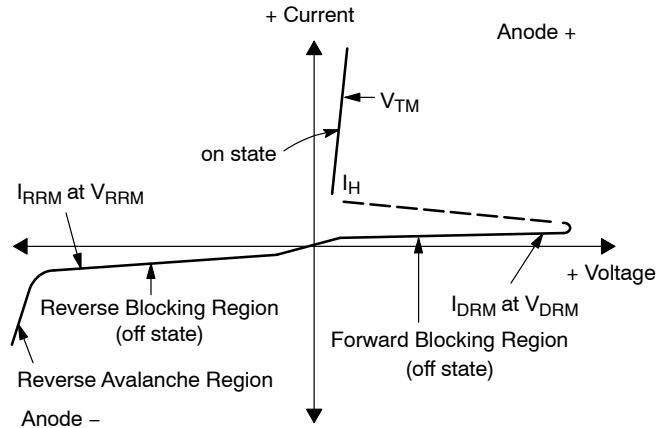 + Current
Anode +
VTM
on state
IH
IRRM at VRRM
+ Voltage
IDRM at VDRM
Reverse Blocking Region
(off state)
Forward Blocking Region
(off state)
Reverse Avalanche Region
Anode −